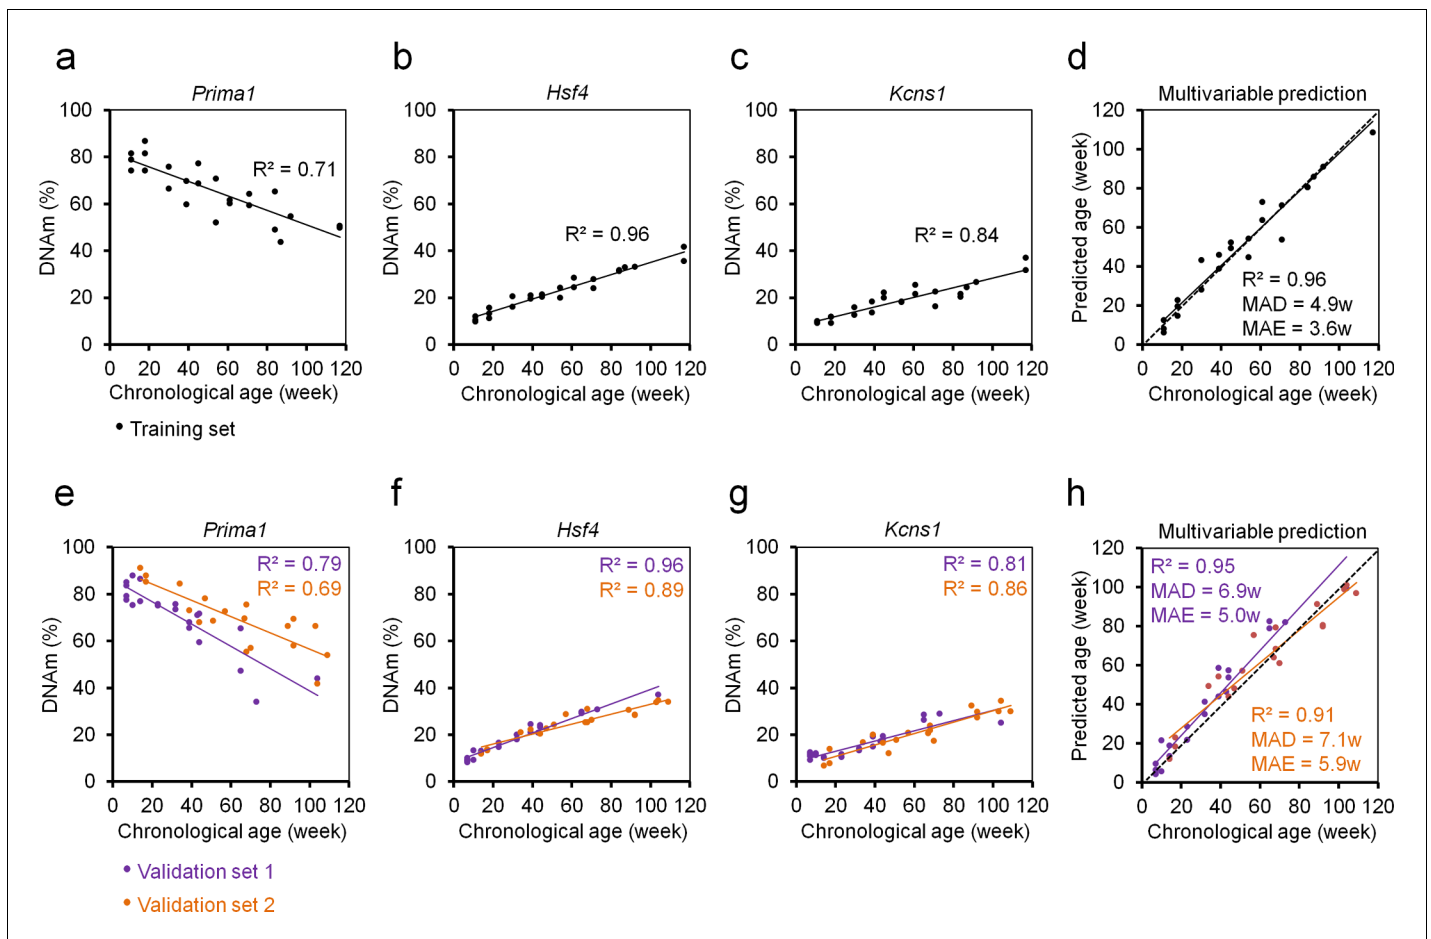 a
Prima1
100
80
60
40
20
0
DNAm (%)
R² = 0.71
0 20 40 60 80 100 120
Chronological age (week)
Training set
b
Hsf4
100
80
60
40
20
0
DNAm (%)
R² = 0.96
0 20 40 60 80 100 120
Chronological age (week)
c
Kcns1
100
80
60
40
20
0
DNAm (%)
R² = 0.84
0 20 40 60 80 100 120
Chronological age (week)
d
Multivariable prediction
120
100
80
60
40
20
0
Predicted age (week)
R² = 0.96
MAD = 4.9w
MAE = 3.6w
0 20 40 60 80 100 120
Chronological age (week)
e
Prima1
100
80
60
40
20
0
DNAm (%)
R² = 0.79
R² = 0.69
0 20 40 60 80 100 120
Chronological age (week)
Validation set 1
Validation set 2
f
Hsf4
100
80
60
40
20
0
DNAm (%)
R² = 0.96
R² = 0.89
0 20 40 60 80 100 120
Chronological age (week)
g
Kcns1
100
80
60
40
20
0
DNAm (%)
R² = 0.81
R² = 0.86
0 20 40 60 80 100 120
Chronological age (week)
h
Multivariable prediction
120
100
80
60
40
20
0
Predicted age (week)
R² = 0.95
MAD = 6.9w
MAE = 5.0w
R² = 0.91
MAD = 7.1w
MAE = 5.9w
0 20 40 60 80 100 120
Chronological age (week)